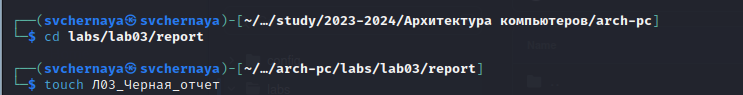 ┌──(svchernaya㉿svchernaya)-[~/…/study/2023-2024/Архитектура компьютеров/arch-pc]
└─$ cd labs/lab03/report
┌──(svchernaya㉿svchernaya)-[~/…/arch-pc/labs/lab03/report]
└─$ touch Л03_Черная_отчет